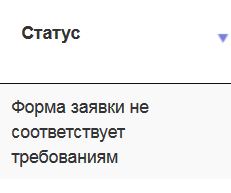 Статус
Форма заявки не
соответствует
требованиям